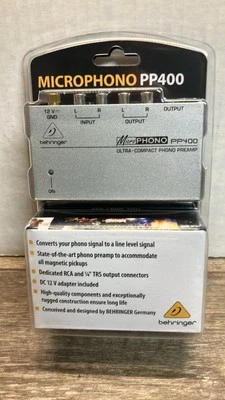 MICROPHONO PP400
12 V
GND
L R L R OUTPUT
INPUT OUTPUT
behringer
MicroPHONO PP400
ULTRA-COMPACT PHONO PREAMP
ON
Converts your phono signal to a line level signal
State-of-the-art phono preamp to accommodate
all magnetic pickups
Dedicated RCA and ¼" TRS output connectors
DC 12 V adapter included
High-quality components and exceptionally
rugged construction ensure long life
Conceived and designed by BEHRINGER Germany
behringer